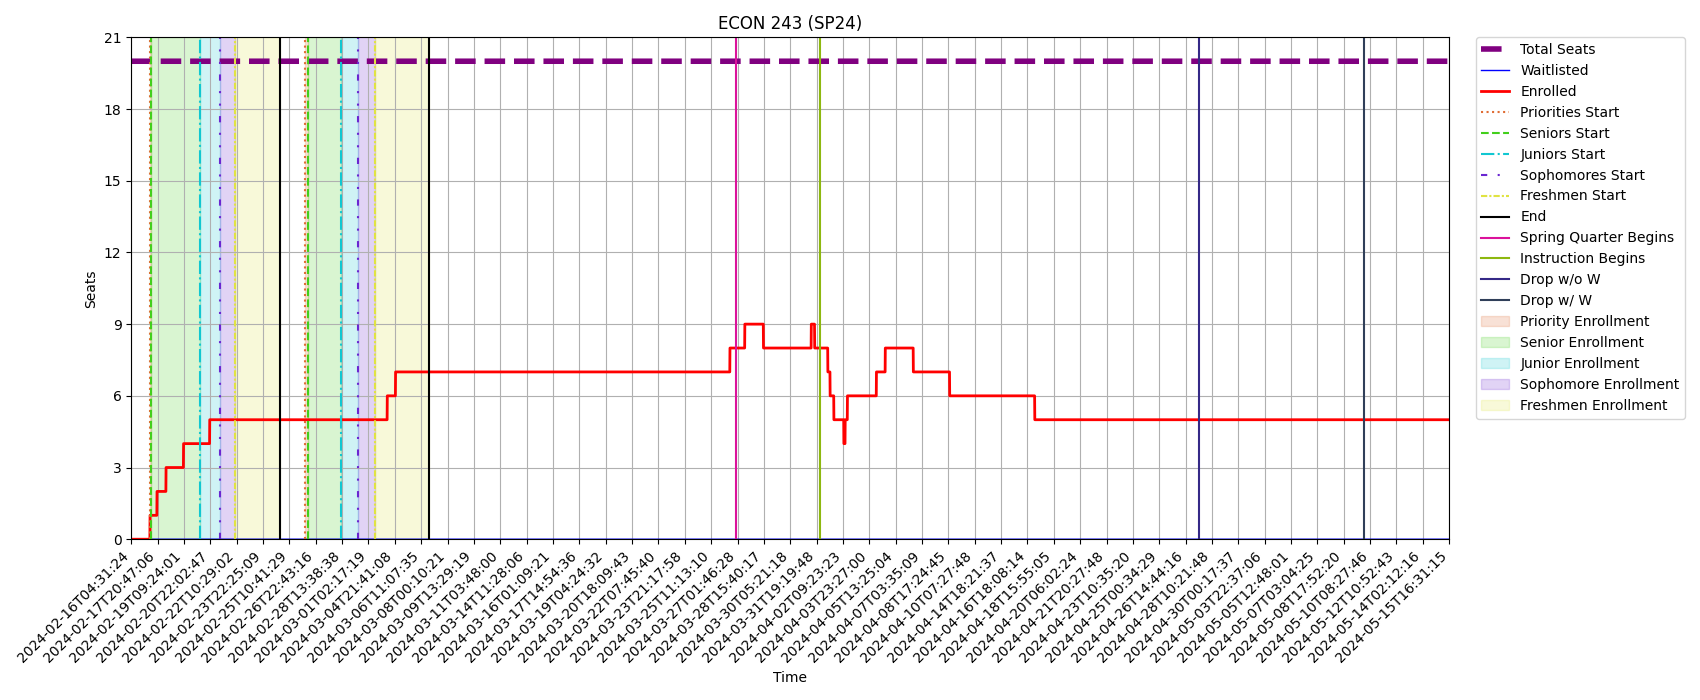 ECON 243 (SP24)
21
18
15
12
9
6
3
0
Seats
2024-02-16T04:31:24
2024-02-17T20:47:06
2024-02-19T09:24:01
2024-02-20T22:02:47
2024-02-22T10:29:02
2024-02-23T22:25:09
2024-02-25T10:41:29
2024-02-26T22:43:16
2024-02-28T13:38:38
2024-03-01T02:17:19
2024-03-04T21:41:08
2024-03-06T11:07:35
2024-03-08T00:10:21
2024-03-09T13:29:19
2024-03-11T03:48:00
2024-03-14T11:28:06
2024-03-16T01:09:21
2024-03-17T14:54:36
2024-03-19T04:24:32
2024-03-20T18:09:43
2024-03-22T07:45:40
2024-03-23T21:17:58
2024-03-25T11:13:10
2024-03-27T01:46:28
2024-03-28T15:40:17
2024-03-30T05:21:18
2024-03-31T19:19:48
2024-04-02T09:23:23
2024-04-03T23:27:00
2024-04-05T13:25:04
2024-04-07T03:35:09
2024-04-08T17:24:45
2024-04-10T07:27:48
2024-04-14T18:21:37
2024-04-16T18:08:14
2024-04-18T15:55:05
2024-04-20T06:02:24
2024-04-21T20:27:48
2024-04-23T10:35:20
2024-04-25T00:34:29
2024-04-26T14:44:16
2024-04-28T10:21:48
2024-04-30T00:17:37
2024-05-03T22:37:06
2024-05-05T12:48:01
2024-05-07T03:04:25
2024-05-08T17:52:20
2024-05-10T08:27:46
2024-05-12T10:52:43
2024-05-14T02:12:16
2024-05-15T16:31:15
Time
Total Seats
Waitlisted
Enrolled
Priorities Start
Seniors Start
Juniors Start
Sophomores Start
Freshmen Start
End
Spring Quarter Begins
Instruction Begins
Drop w/o W
Drop w/ W
Priority Enrollment
Senior Enrollment
Junior Enrollment
Sophomore Enrollment
Freshmen Enrollment